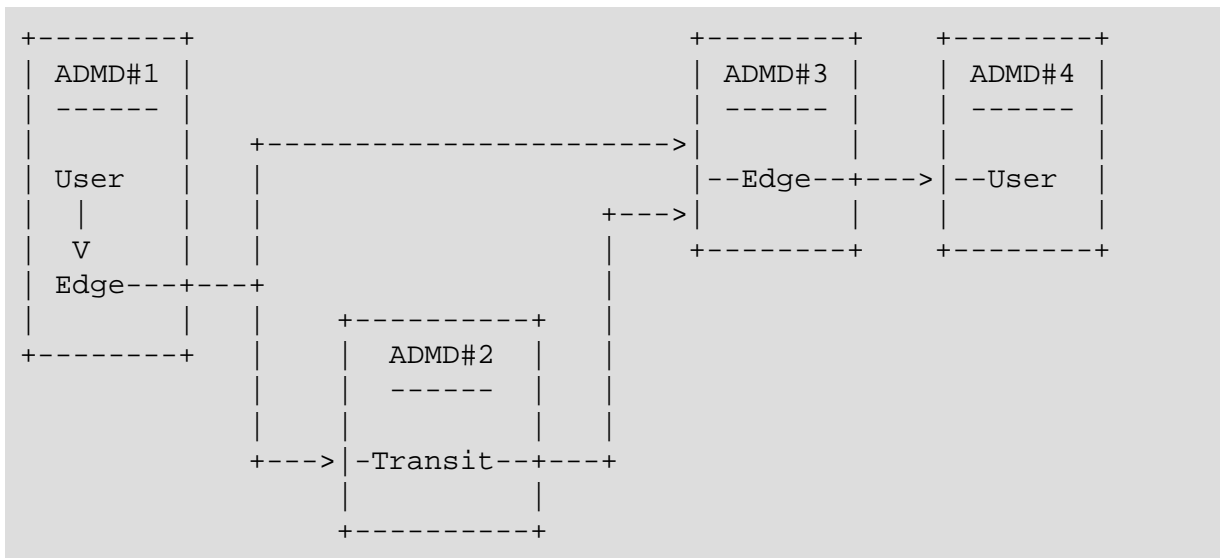 +--------+                            +--------+    +--------+
| ADMD#1 |                            | ADMD#3 |    | ADMD#4 |
| ------ |                            | ------ |    | ------ |
|        |   +----------------------->|        |    |        |
| User   |   |                        |--Edge--+--->|--User  |
|  |     |   |                   +--->|        |    |        |
|  V     |   |                   |    +--------+    +--------+
| Edge---+---+                   |
|        |   |    +----------+   |
+--------+   |    |  ADMD#2  |   |
             |    |  ------  |   |
             |    |          |   |
             +--->|-Transit--+---+
                  |          |
                  +----------+